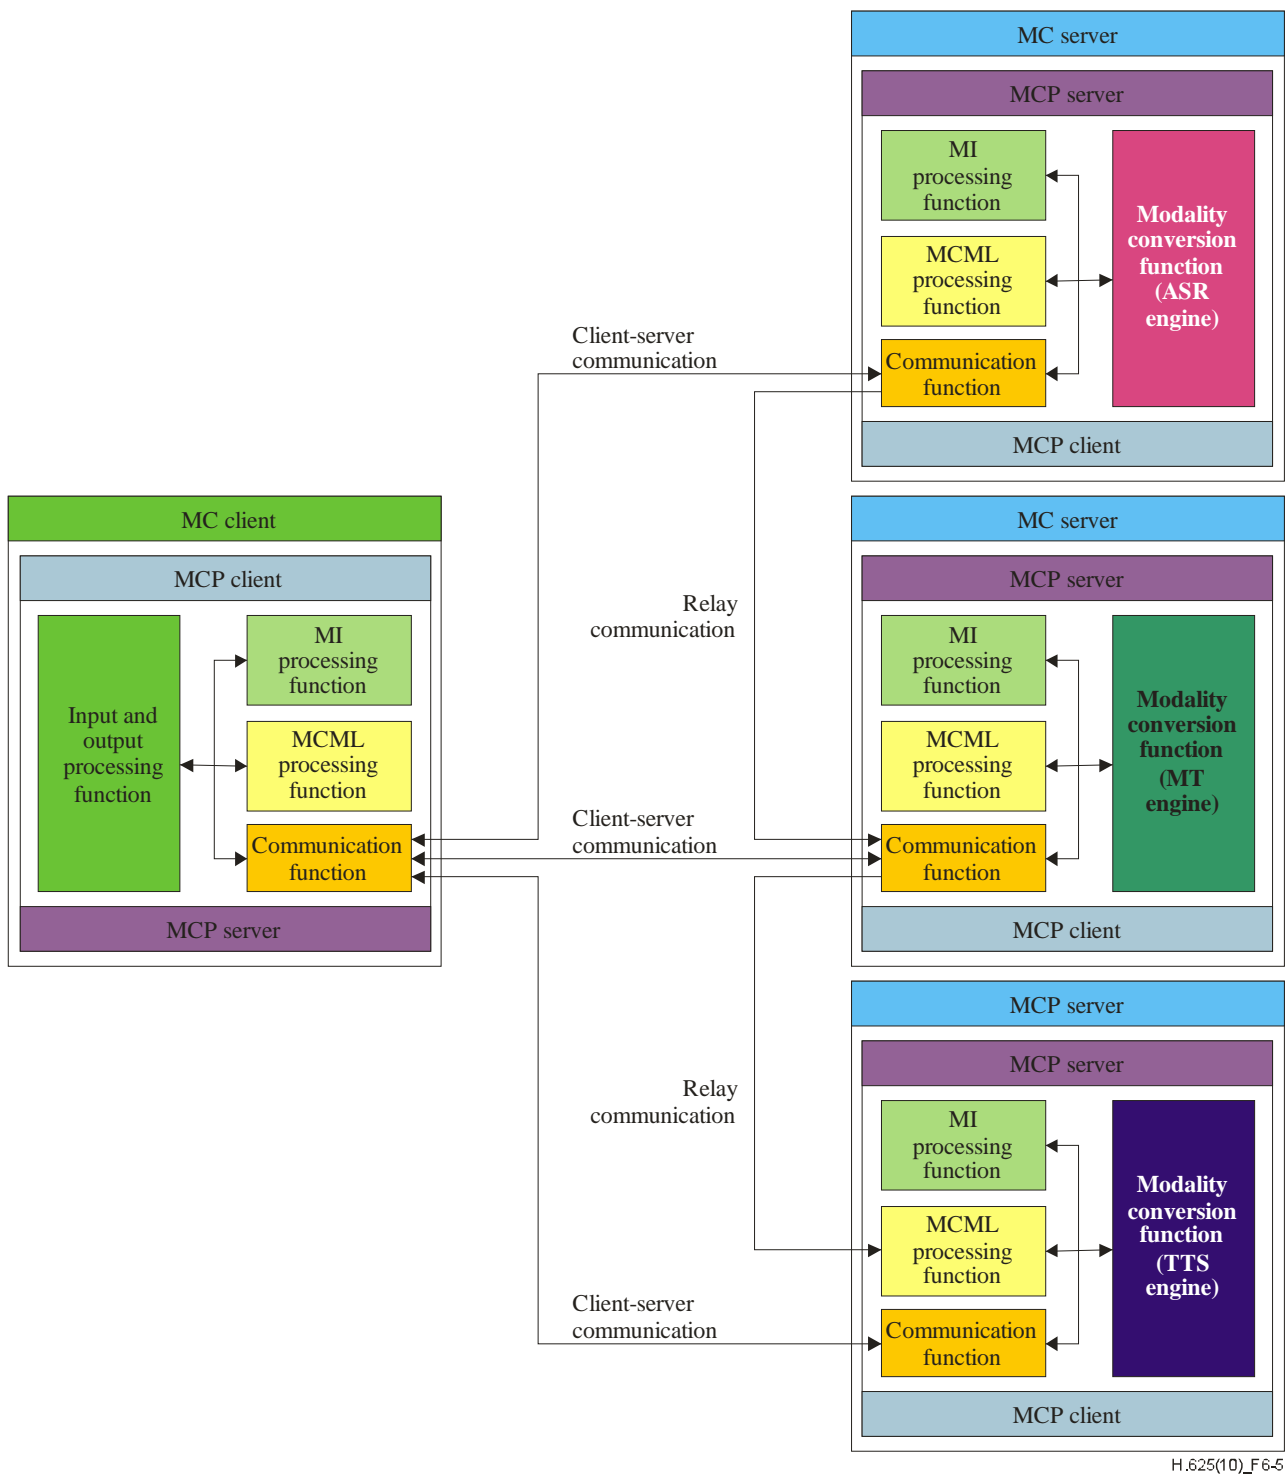 MC server
MCP server
MI
processing
function
MCML
processing
function
Communication
function
Modality
conversion
function
(ASR
engine)
MCP client
Client-server
communication
Relay
communication
MC client
MCP client
Input and
output
processing
function
MI
processing
function
MCML
processing
function
Communication
function
MCP server
MC server
MCP server
MI
processing
function
MCML
processing
function
Communication
function
Modality
conversion
function
(MT
engine)
MCP client
Client-server
communication
Relay
communication
MCP server
MCP server
MI
processing
function
MCML
processing
function
Communication
function
Modality
conversion
function
(TTS
engine)
MCP client
Client-server
communication
H.625(10)_F6-5